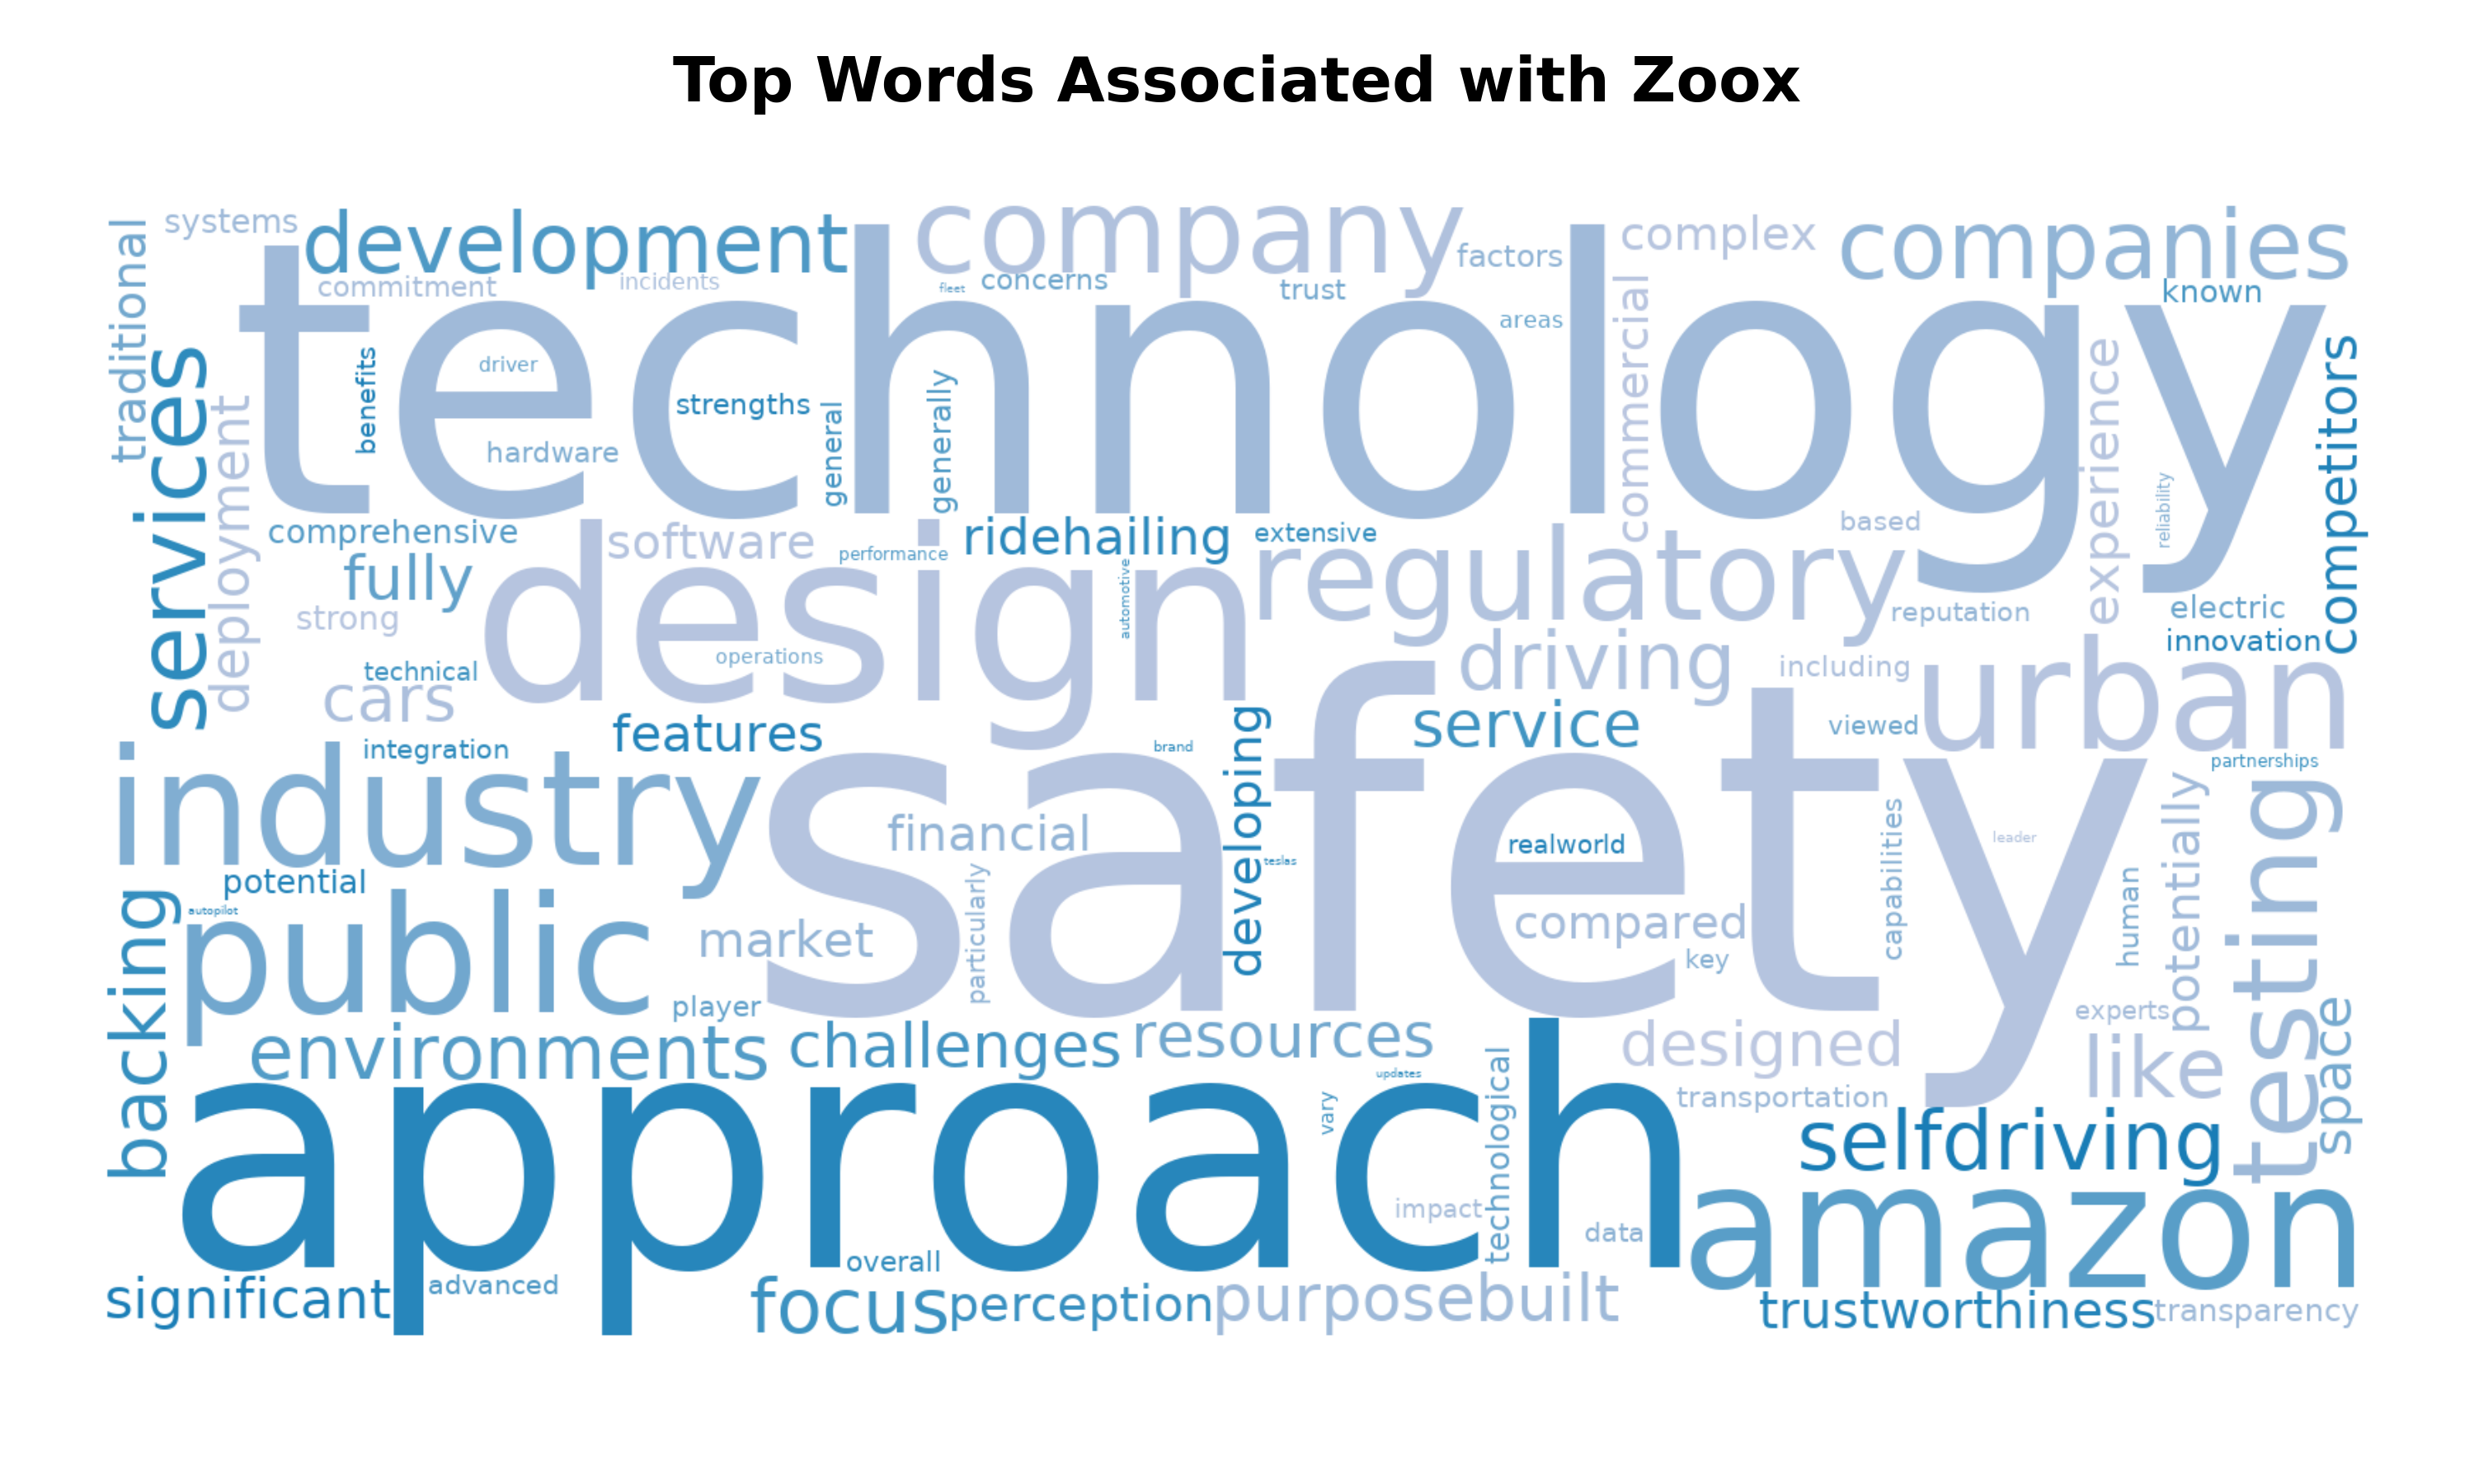 Top Words Associated with Zoox
systems
development
company
complex
companies
traditional
commitment
incidents
fleet
concerns
factors
trust
known
commercial
areas
services
benefits
driver
strengths
general
generally
hardware
deployment
experience
competitors
reliability
comprehensive
software
performance
ridehailing
extensive
based
technology
fully
strong
design
automotive
regulatory
reputation
electric
innovation
technical
operations
driving
including
urban
cars
features
service
viewed
integration
brand
developing
partnerships
industry
financial
teslas
realworld
leader
capabilities
potentially
testing
safety
potential
autopilot
public
market
particularly
compared
key
human
backing
player
experts
environments
challenges
resources
designed
like
space
updates
vary
technological
transportation
approach
selfdriving
impact
data
amazon
overall
significant
advanced
focus
perception
purposebuilt
trustworthiness
transparency